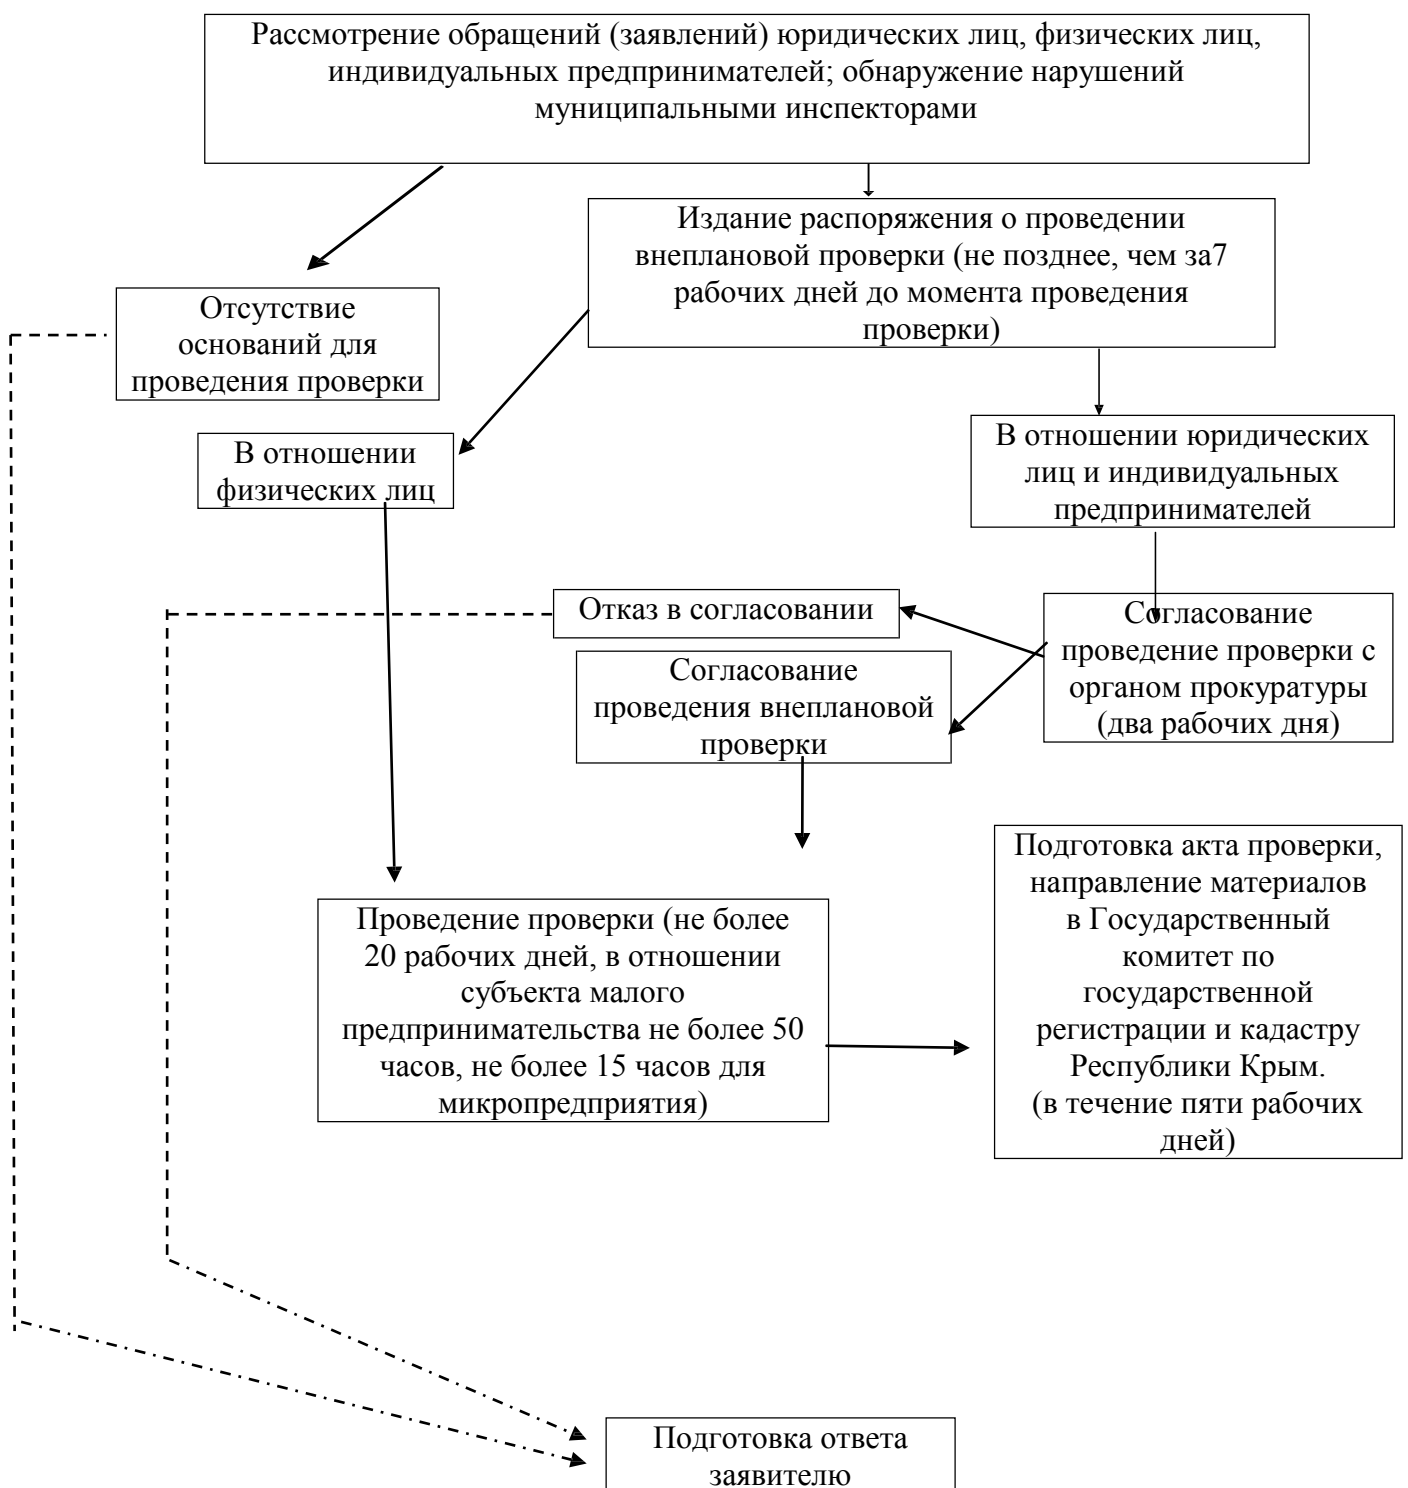 Рассмотрение обращений (заявлений) юридических лиц, физических лиц,
индивидуальных предпринимателей; обнаружение нарушений
муниципальными инспекторами
Издание распоряжения о проведении
внеплановой проверки (не позднее, чем за7
рабочих дней до момента проведения
проверки)
Отсутствие
оснований для
проведения проверки
В отношении
физических лиц
В отношении юридических
лиц и индивидуальных
предпринимателей
Отказ в согласовании
Согласование
проведение проверки с
органом прокуратуры
(два рабочих дня)
Согласование
проведения внеплановой
проверки
Подготовка акта проверки,
направление материалов
в Государственный
комитет по
государственной
регистрации и кадастру
Республики Крым.
(в течение пяти рабочих
дней)
Проведение проверки (не более
20 рабочих дней, в отношении
субъекта малого
предпринимательства не более 50
часов, не более 15 часов для
микропредприятия)
Подготовка ответа
заявителю